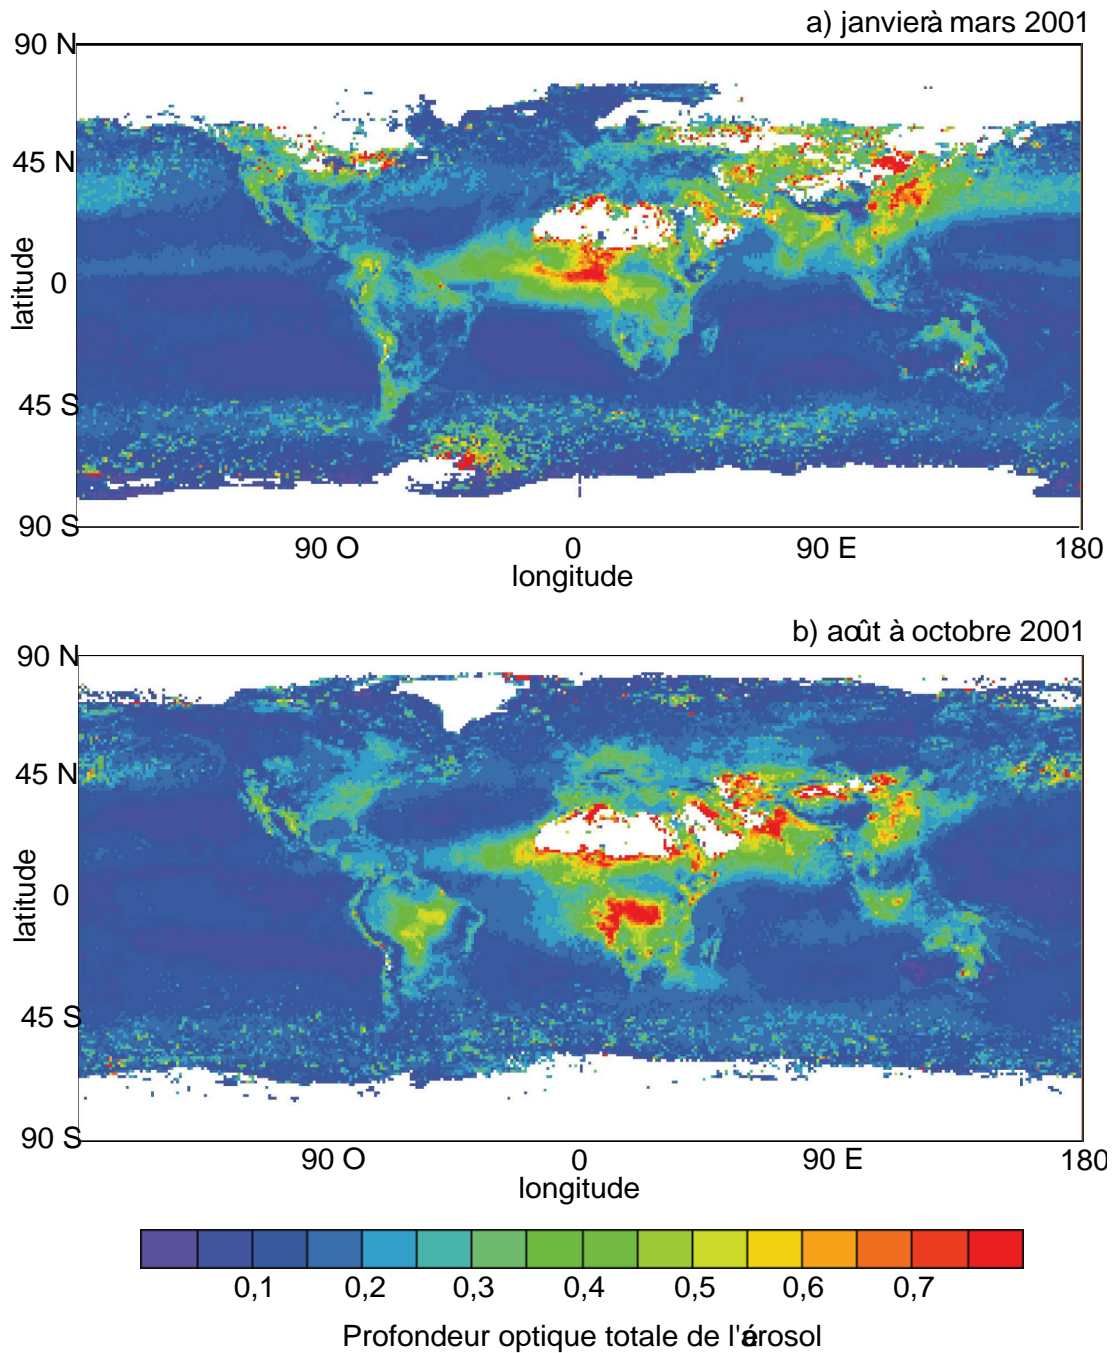 a) janvierà mars 2001
90 N
45 N
0
45 S
90 S
latitude
90 O 0 90 E 180
longitude
b) août à octobre 2001
90 N
45 N
0
45 S
90 S
latitude
90 O 0 90 E 180
longitude
0,1 0,2 0,3 0,4 0,5 0,6 0,7
Profondeur optique totale de l'aérosol